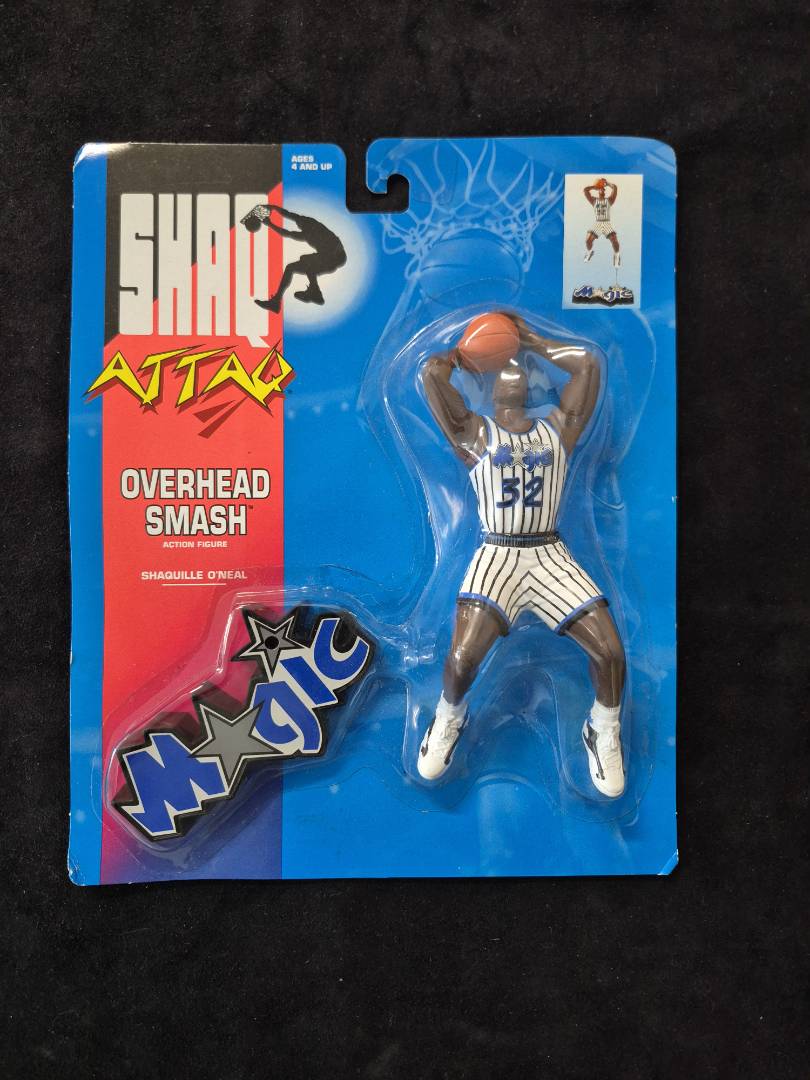 AGES
4 AND UP
SHAQ
ATTAQ
OVERHEAD
SMASH™
ACTION FIGURE
SHAQUILLE O'NEAL
Magic
Magic
32
Magic